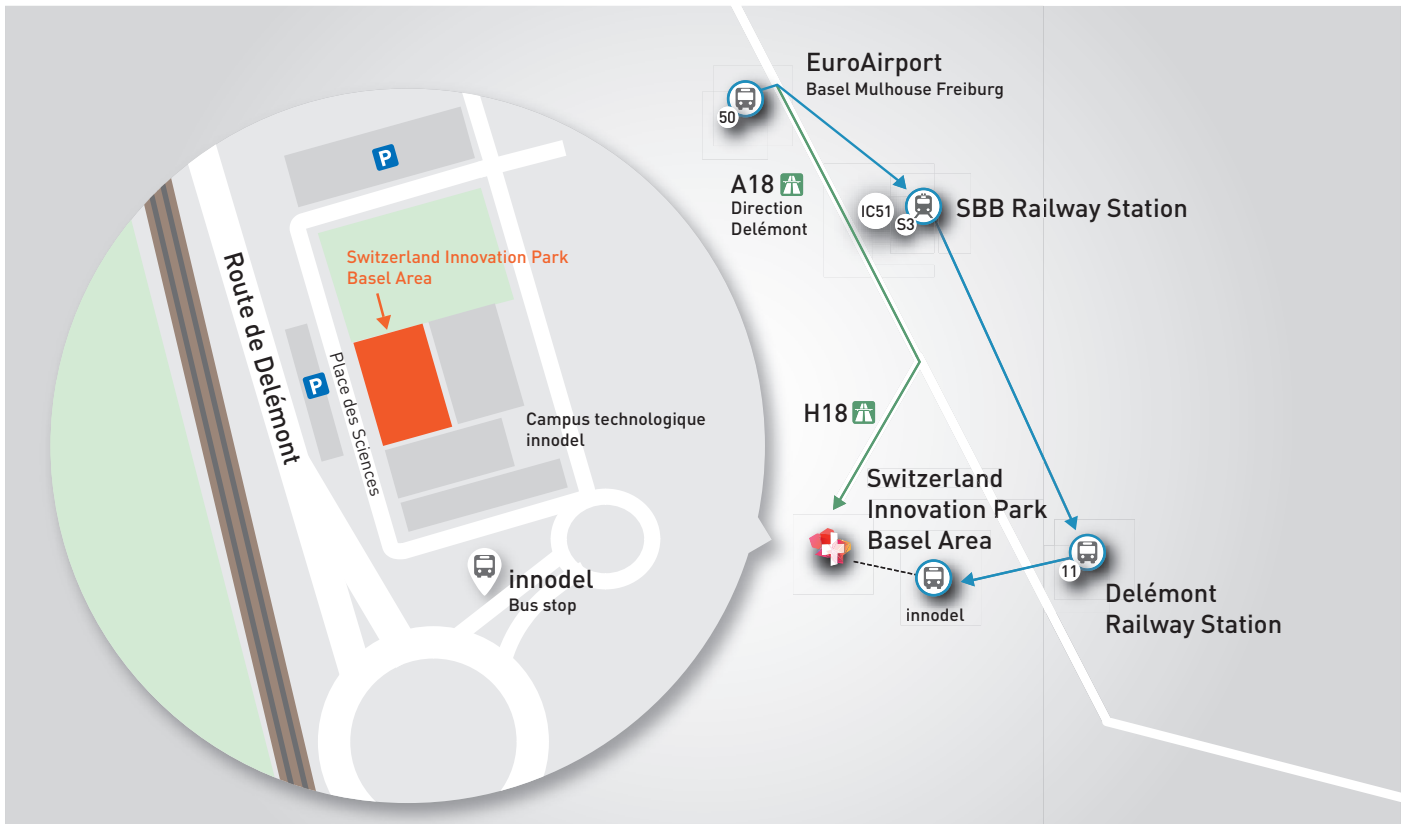 EuroAirport
Basel Mulhouse Freiburg
50
A18
Direction
Delémont
IC51
S3
SBB Railway Station
H18
Switzerland
Innovation Park
Basel Area
innodel
11
Delémont
Railway Station
P
Switzerland Innovation Park
Basel Area
Route de Delémont
P
Place des Sciences
Campus technologique
innodel
innodel
Bus stop